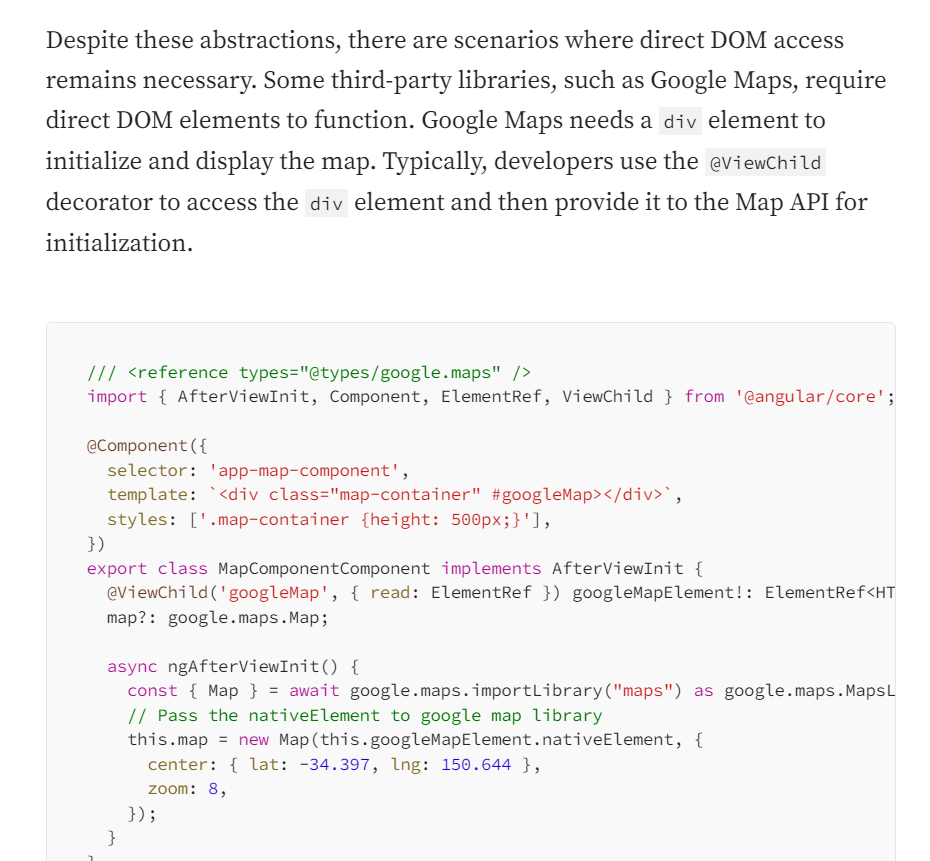 Despite these abstractions, there are scenarios where direct DOM access
remains necessary. Some third-party libraries, such as Google Maps, require
direct DOM elements to function. Google Maps needs a div element to
initialize and display the map. Typically, developers use the @ViewChild
decorator to access the div element and then provide it to the Map API for
initialization.
/// <reference types="@types/google.maps" />
import { AfterViewInit, Component, ElementRef, ViewChild } from '@angular/core';
@Component({
  selector: 'app-map-component',
  template: `<div class="map-container" #googleMap></div>`,
  styles: ['.map-container {height: 500px;}'],
})
export class MapComponentComponent implements AfterViewInit {
  @ViewChild('googleMap', { read: ElementRef }) googleMapElement!: ElementRef<HT
  map?: google.maps.Map;
  async ngAfterViewInit() {
    const { Map } = await google.maps.importLibrary("maps") as google.maps.MapsL
    // Pass the nativeElement to google map library
    this.map = new Map(this.googleMapElement.nativeElement, {
      center: { lat: -34.397, lng: 150.644 },
      zoom: 8,
    });
  }
}